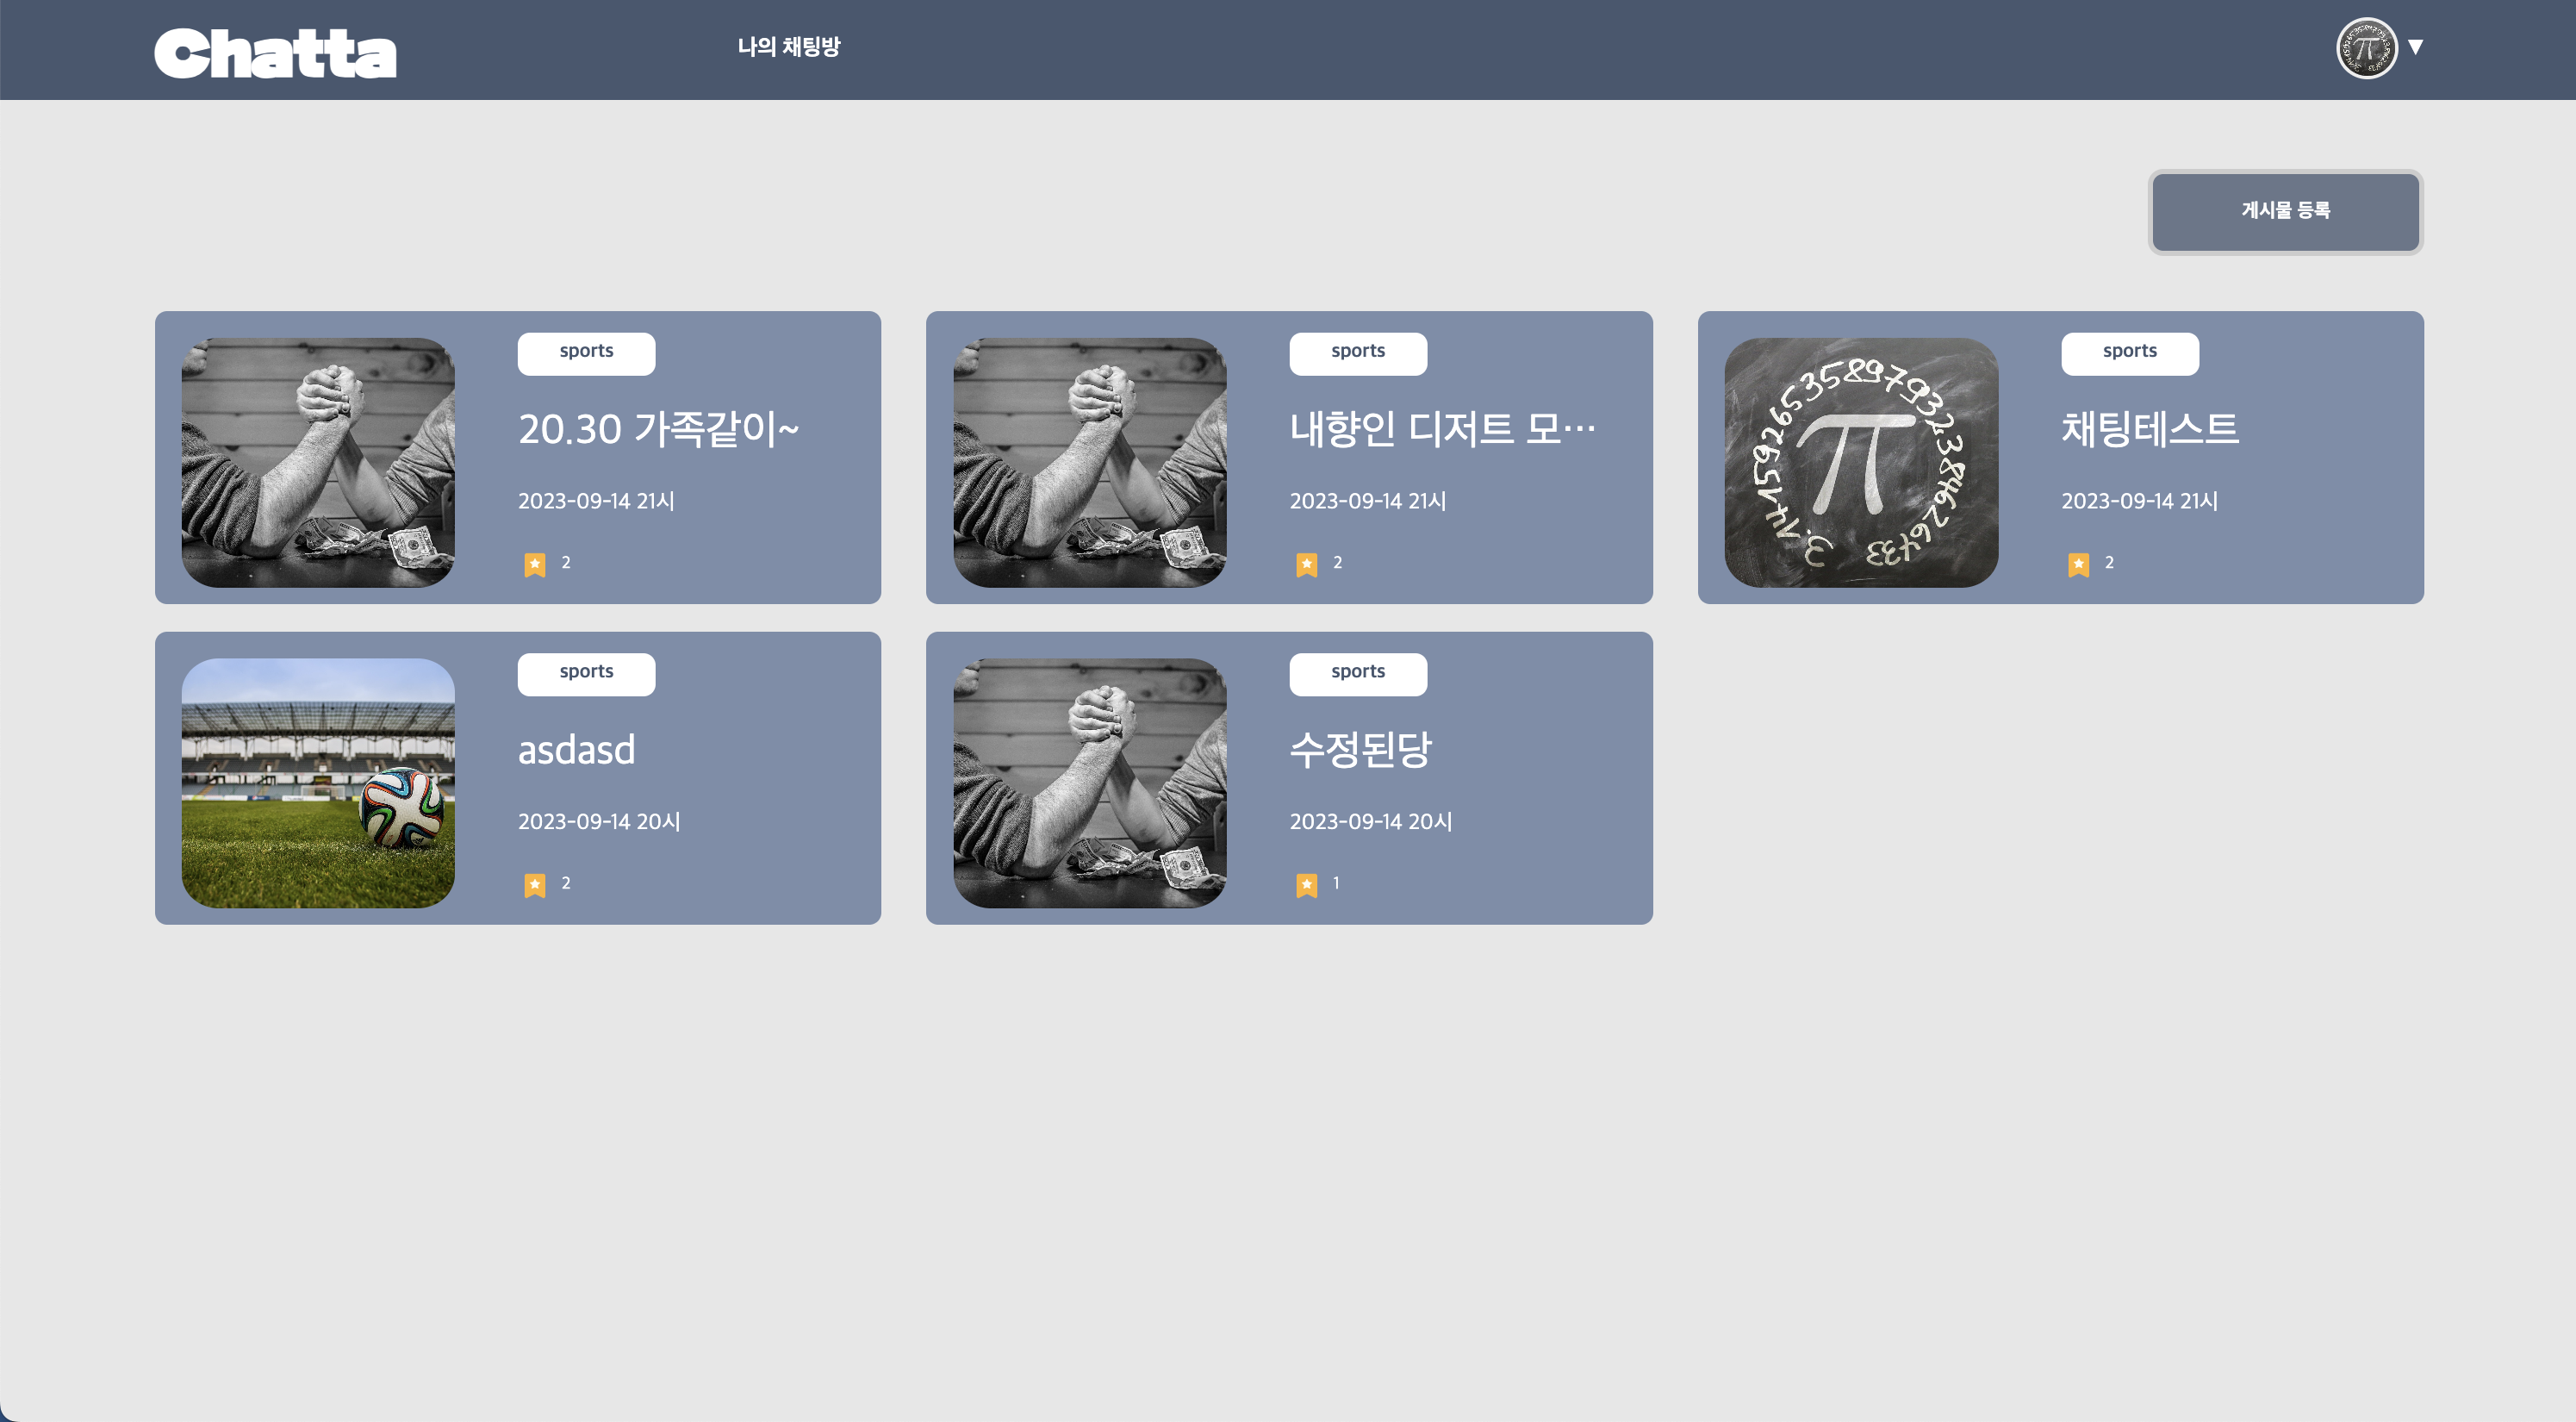 Chatta
나의 채팅방
▼
게시물 등록
sports
20.30 가족같이~
2023-09-14 21시
2
sports
내향인 디저트 모…
2023-09-14 21시
2
3.1415926535897932384626433
π
sports
채팅테스트
2023-09-14 21시
2
sports
asdasd
2023-09-14 20시
2
sports
수정된당
2023-09-14 20시
1